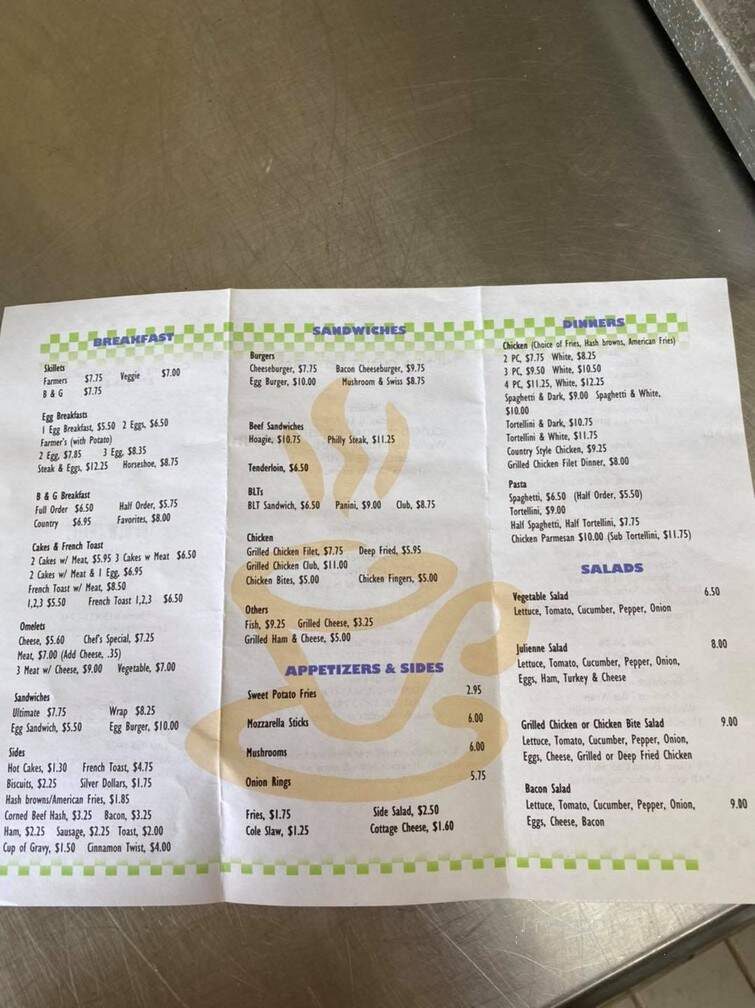 BREAKFAST
Skillets
Farmers $7.75 Veggie $7.00
B & G $7.75
Egg Breakfasts
1 Egg Breakfast, $5.50 2 Eggs, $6.50
Farmer's (with Potato)
2 Egg, $7.85 3 Egg, $8.35
Steak & Eggs, $12.25 Horseshoe, $8.75
B & G Breakfast
Full Order $6.50 Half Order, $5.75
Country $6.95 Favorites, $8.00
Cakes & French Toast
2 Cakes w/ Meat, $5.95 3 Cakes w Meat $6.50
2 Cakes w/ Meat & 1 Egg, $6.95
French Toast w/ Meat, $8.50
1,2,3 $5.50 French Toast 1,2,3 $6.50
Omelets
Cheese, $5.60 Chef's Special, $7.25
Meat, $7.00 (Add Cheese, .35)
3 Meat w/ Cheese, $9.00 Vegetable, $7.00
Sandwiches
Ultimate $7.75 Wrap $8.25
Egg Sandwich, $5.50 Egg Burger, $10.00
Sides
Hot Cakes, $1.30 French Toast, $4.75
Biscuits, $2.25 Silver Dollars, $1.75
Hash browns/American Fries, $1.85
Corned Beef Hash, $3.25 Bacon, $3.25
Ham, $2.25 Sausage, $2.25 Toast, $2.00
Cup of Gravy, $1.50 Cinnamon Twist, $4.00
SANDWICHES
Burgers
Cheeseburger, $7.75 Bacon Cheeseburger, $9.75
Egg Burger, $10.00 Mushroom & Swiss $8.75
Beef Sandwiches
Hoagie, $10.75 Philly Steak, $11.25
Tenderloin, $6.50
BLTs
BLT Sandwich, $6.50 Panini, $9.00 Club, $8.75
Chicken
Grilled Chicken Filet, $7.75 Deep Fried, $5.95
Grilled Chicken Club, $11.00
Chicken Bites, $5.00 Chicken Fingers, $5.00
Others
Fish, $9.25 Grilled Cheese, $3.25
Grilled Ham & Cheese, $5.00
APPETIZERS & SIDES
Sweet Potato Fries 2.95
Mozzarella Sticks 6.00
Mushrooms 6.00
Onion Rings 5.75
Fries, $1.75 Side Salad, $2.50
Cole Slaw, $1.25 Cottage Cheese, $1.60
DINNERS
Chicken (Choice of Fries, Hash browns, American Fries)
2 PC, $7.75 White, $8.25
3 PC, $9.50 White, $10.50
4 PC, $11.25, White, $12.25
Spaghetti & Dark, $9.00 Spaghetti & White,
$10.00
Tortellini & Dark, $10.75
Tortellini & White, $11.75
Country Style Chicken, $9.25
Grilled Chicken Filet Dinner, $8.00
Pasta
Spaghetti, $6.50 (Half Order, $5.50)
Tortellini, $9.00
Half Spaghetti, Half Tortellini, $7.75
Chicken Parmesan $10.00 (Sub Tortellini, $11.75)
SALADS
Vegetable Salad 6.50
Lettuce, Tomato, Cucumber, Pepper, Onion
Julienne Salad 8.00
Lettuce, Tomato, Cucumber, Pepper, Onion,
Eggs, Ham, Turkey & Cheese
Grilled Chicken or Chicken Bite Salad 9.00
Lettuce, Tomato, Cucumber, Pepper, Onion,
Eggs, Cheese, Grilled or Deep Fried Chicken
Bacon Salad
Lettuce, Tomato, Cucumber, Pepper, Onion, 9.00
Eggs, Cheese, Bacon